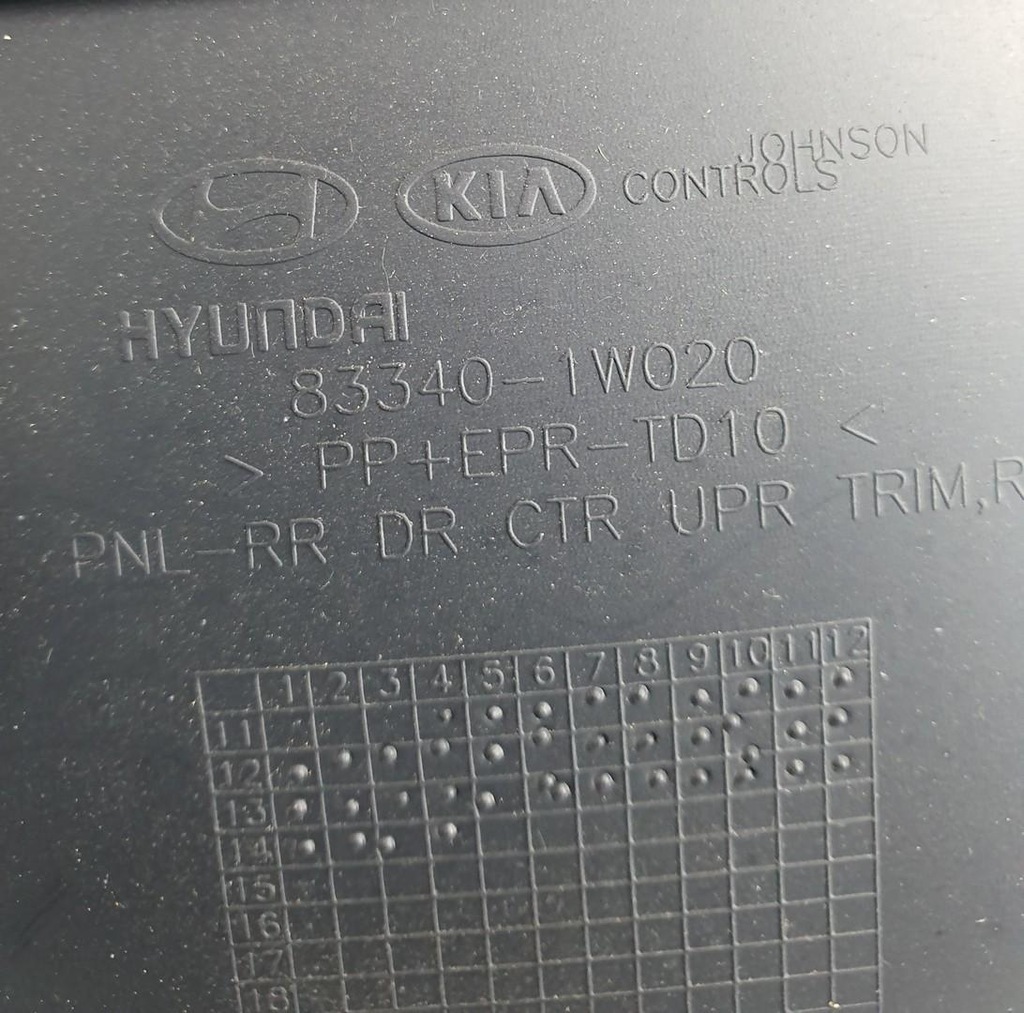 KIA
JOHNSON
CONTROLS
HYUNDAI
83340-1W020
> PP+EPR-TD10 <
PNL-RR DR CTR UPR TRIM,R
1 2 3 4 5 6 7 8 9 10 11 12
11
12
13
14
15
16
17
18